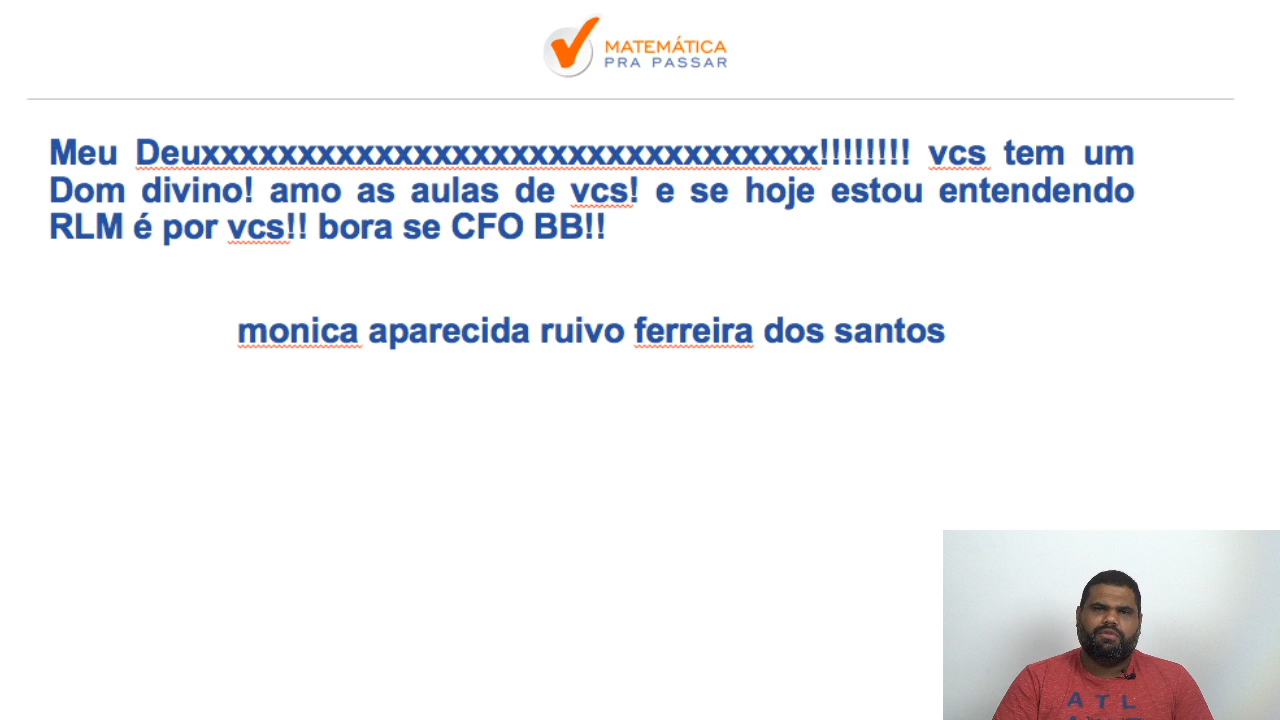 MATEMÁTICA
PRA PASSAR
Meu Deuxxxxxxxxxxxxxxxxxxxxxxxxxxxxxxxx!!!!!!!! vcs tem um
Dom divino! amo as aulas de vcs! e se hoje estou entendendo
RLM é por vcs!! bora se CFO BB!!
monica aparecida ruivo ferreira dos santos
A T L